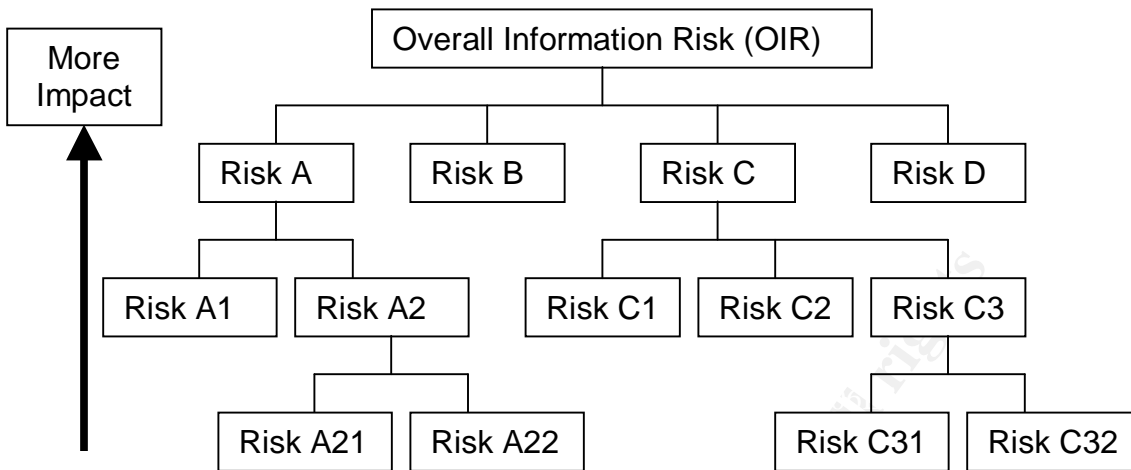 Overall Information Risk (OIR)
More
Impact
Risk A
Risk B
Risk C
Risk D
Risk A1
Risk A2
Risk C1
Risk C2
Risk C3
Risk A21
Risk A22
Risk C31
Risk C32
rights